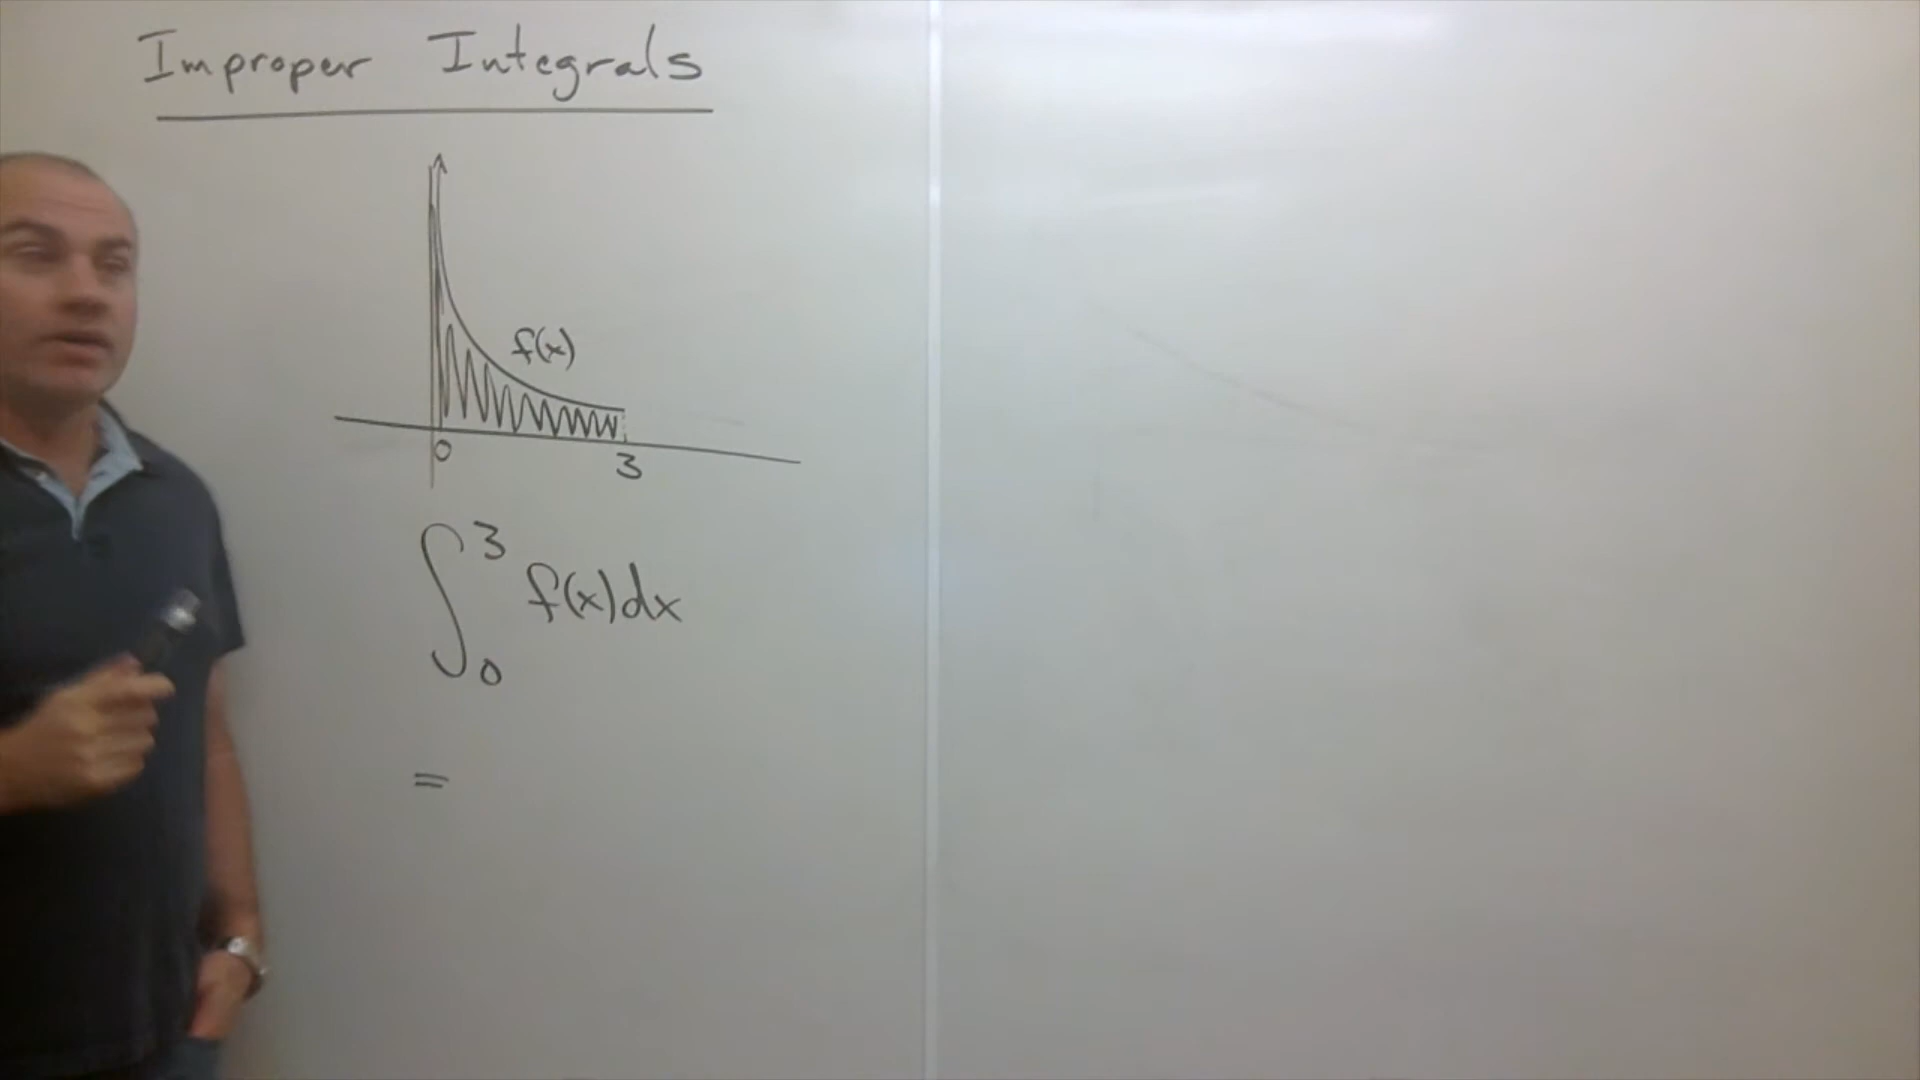 Improper Integrals
f(x)
0 3
∫₀³ f(x)dx
=